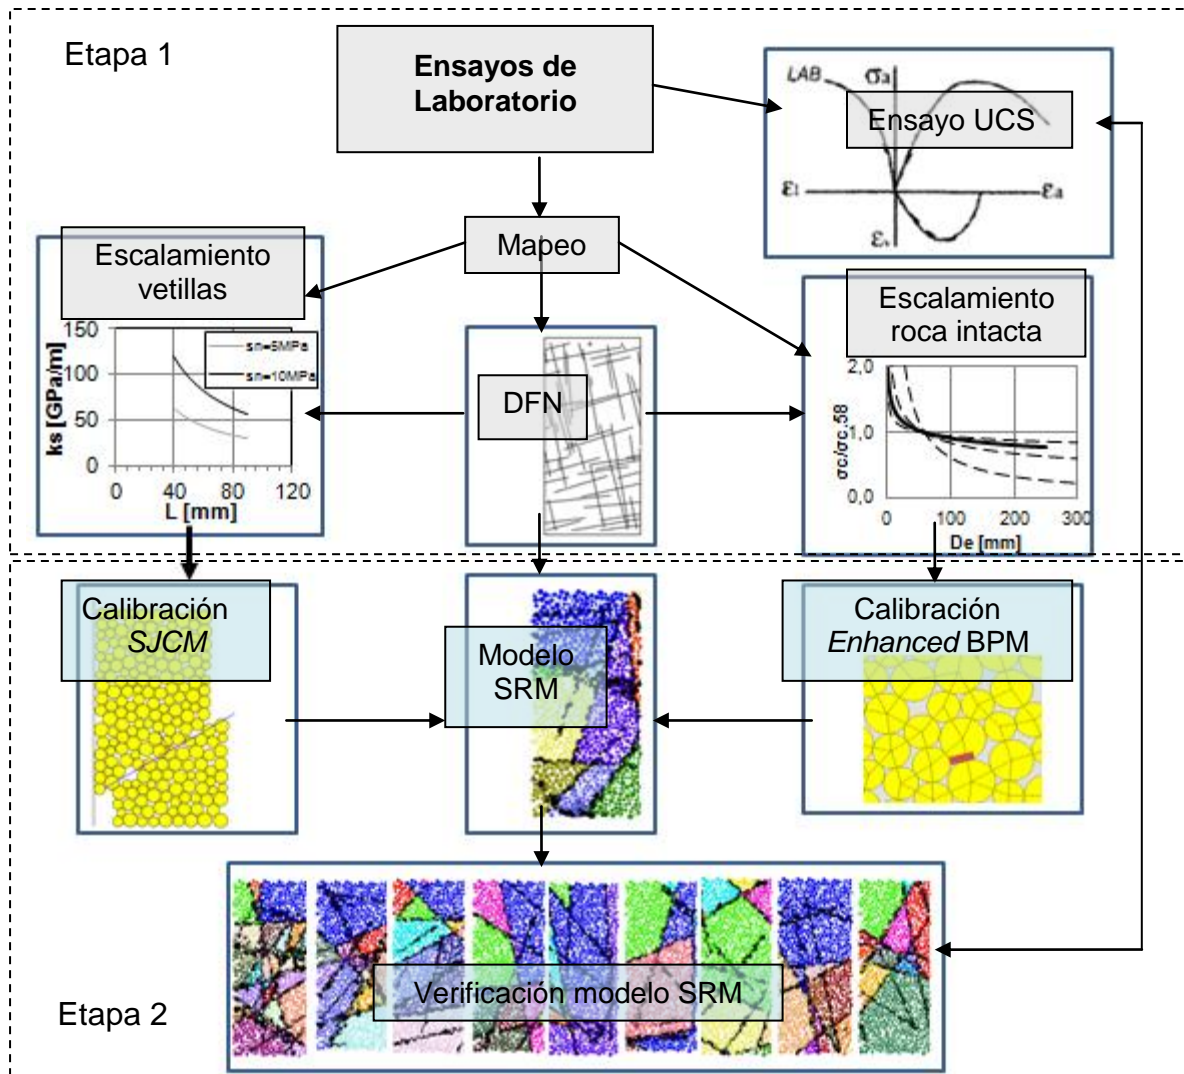 Etapa 1
Ensayos de
Laboratorio
LAB
σa
Ensayo UCS
εl
εa
Mapeo
Escalamiento
vetillas
150
100
50
0
ks [GPa/m]
sn=5MPa
sn=10MPa
0
40
80
120
L [mm]
DFN
Escalamiento
roca intacta
2,0
1,0
0,0
σc/σc,58
0
100
200
300
De [mm]
Calibración
SJCM
Modelo
SRM
Calibración
Enhanced BPM
Verificación modelo SRM
Etapa 2